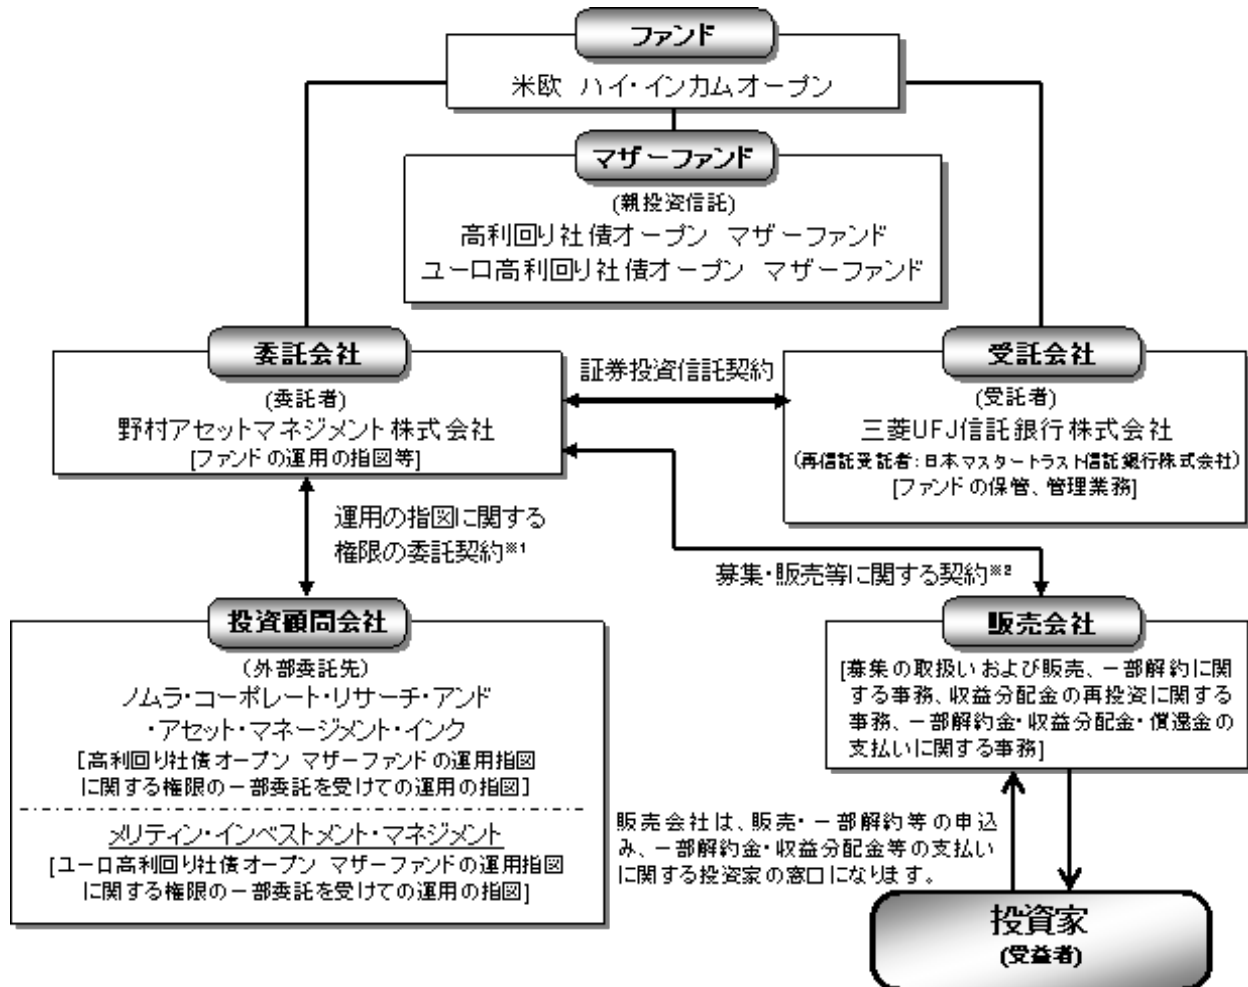 ファンド
米欧 ハイ・インカムオープン
マザーファンド
(親投資信託)
高利回り社債オープン マザーファンド
ユーロ高利回り社債オープン マザーファンド
委託会社
(委託者)
野村アセットマネジメント株式会社
[ファンドの運用の指図等]
証券投資信託契約
受託会社
(受託者)
三菱UFJ信託銀行株式会社
(再信託受託者:日本マスタートラスト信託銀行株式会社)
[ファンドの保管、管理業務]
運用の指図に関する
権限の委託契約※1
募集・販売等に関する契約※2
投資顧問会社
(外部委託先)
ノムラ・コーポレート・リサーチ・アンド
・アセット・マネージメント・インク
[高利回り社債オープン マザーファンドの運用指図
に関する権限の一部委託を受けての運用の指図]
メリティン・インベストメント・マネジメント
[ユーロ高利回り社債オープン マザーファンドの運用指図
に関する権限の一部委託を受けての運用の指図]
販売会社
[募集の取扱いおよび販売、一部解約に関
する事務、収益分配金の再投資に関する
事務、一部解約金・収益分配金・償還金の
支払いに関する事務]
販売会社は、販売・一部解約等の申込
み、一部解約金・収益分配金等の支払い
に関する投資家の窓口になります。
投資家
(受益者)